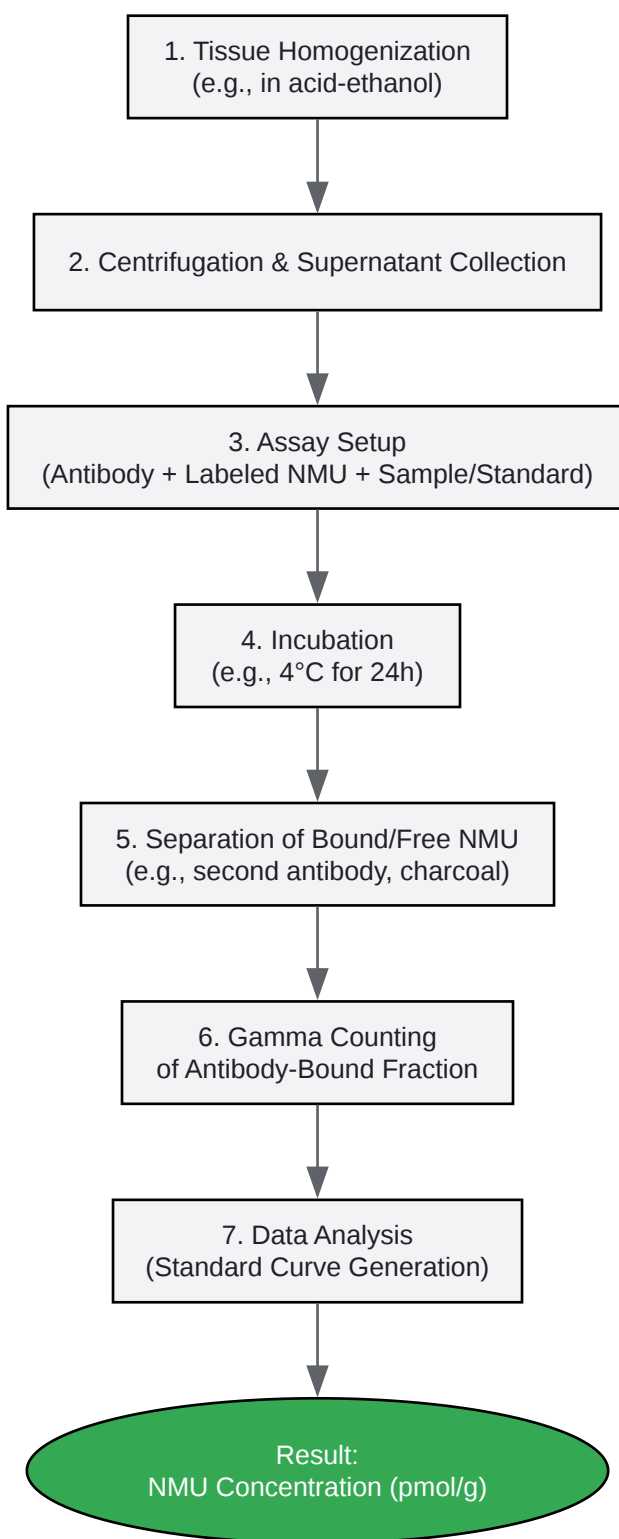 1. Tissue Homogenization
(e.g., in acid-ethanol)
2. Centrifugation & Supernatant Collection
3. Assay Setup
(Antibody + Labeled NMU + Sample/Standard)
4. Incubation
(e.g., 4°C for 24h)
5. Separation of Bound/Free NMU
(e.g., second antibody, charcoal)
6. Gamma Counting
of Antibody-Bound Fraction
7. Data Analysis
(Standard Curve Generation)
Result:
NMU Concentration (pmol/g)